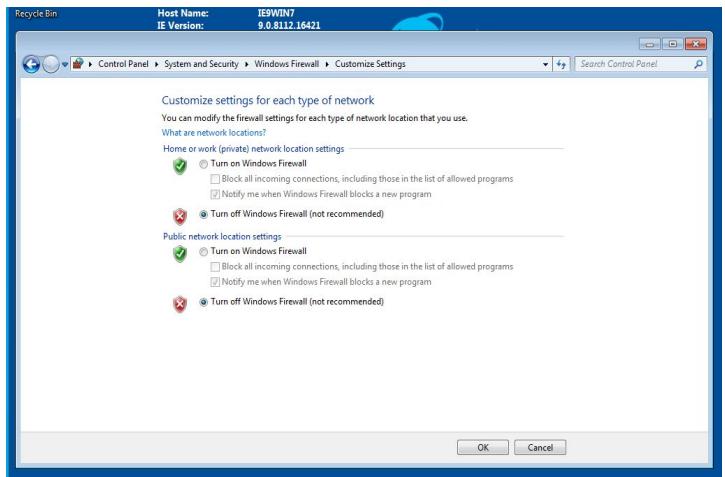 Recycle Bin
Host Name: IE9WIN7
IE Version: 9.0.8112.16421
Control Panel ▸ System and Security ▸ Windows Firewall ▸ Customize Settings
Search Control Panel
Customize settings for each type of network
You can modify the firewall settings for each type of network location that you use.
What are network locations?
Home or work (private) network location settings
Turn on Windows Firewall
Block all incoming connections, including those in the list of allowed programs
Notify me when Windows Firewall blocks a new program
Turn off Windows Firewall (not recommended)
Public network location settings
Turn on Windows Firewall
Block all incoming connections, including those in the list of allowed programs
Notify me when Windows Firewall blocks a new program
Turn off Windows Firewall (not recommended)
OK Cancel